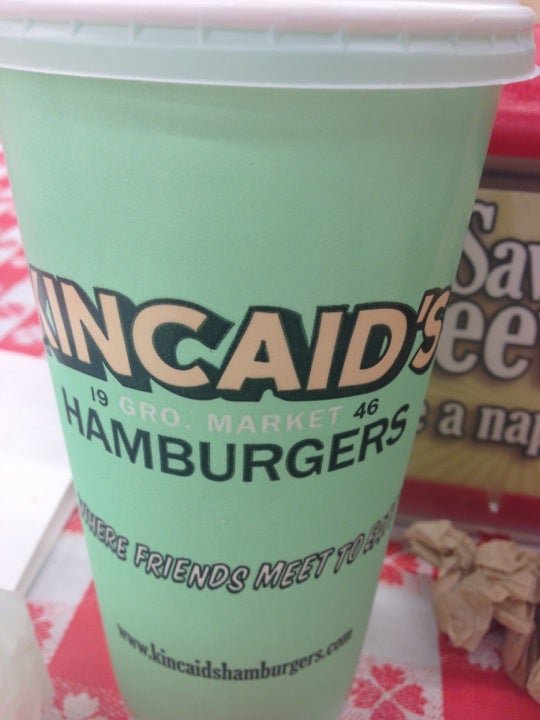 KINCAID'S
19 GRO. MARKET 46
HAMBURGERS
WHERE FRIENDS MEET TO EAT
www.kincaidshamburgers.com
Sav
ee
e a nap